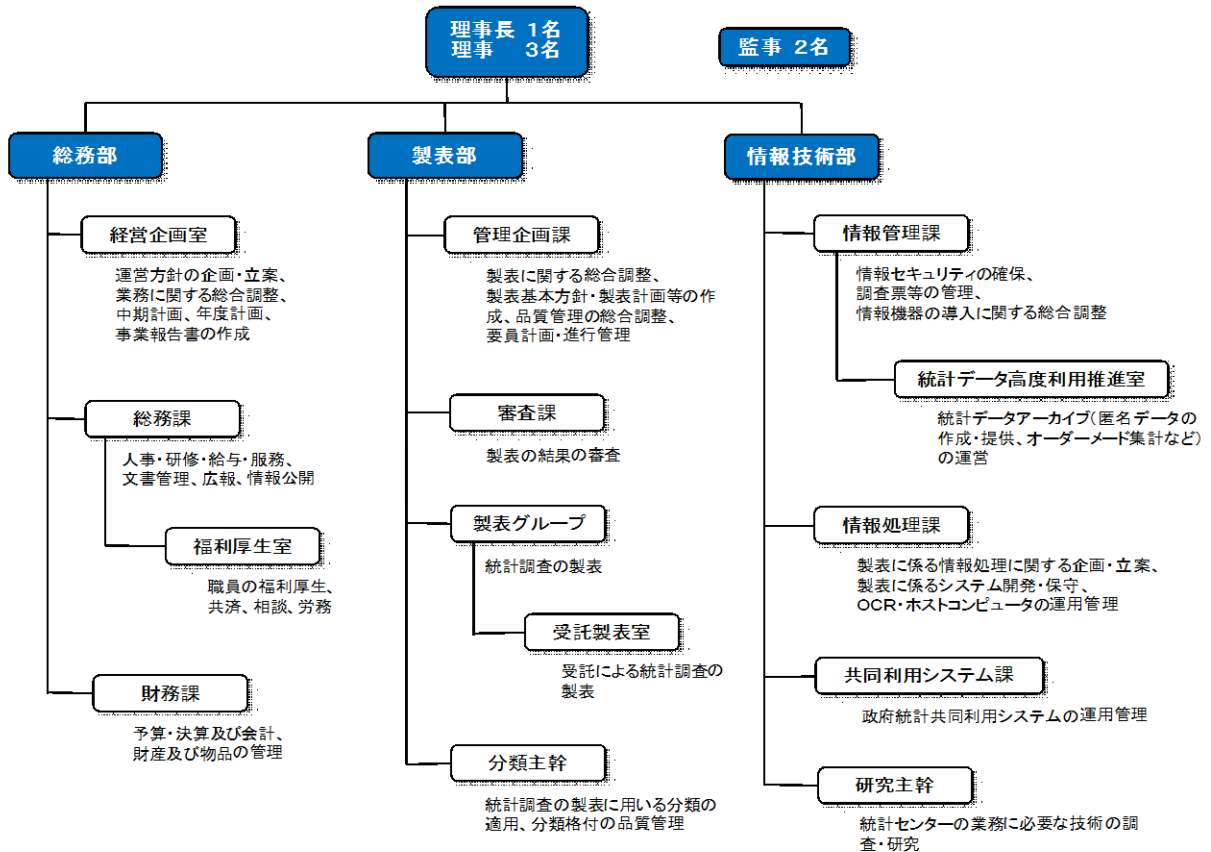 理事長 1名
理事 3名
監事 2名
総務部
経営企画室
運営方針の企画・立案、
業務に関する総合調整、
中期計画、年度計画、
事業報告書の作成
総務課
人事・研修・給与・服務、
文書管理、広報、情報公開
福利厚生室
職員の福利厚生、
共済、相談、労務
財務課
予算・決算及び会計、
財産及び物品の管理
製表部
管理企画課
製表に関する総合調整、
製表基本方針・製表計画等の作
成、品質管理の総合調整、
要員計画・進行管理
審査課
製表の結果の審査
製表グループ
統計調査の製表
受託製表室
受託による統計調査の
製表
分類主幹
統計調査の製表に用いる分類の
適用、分類格付の品質管理
情報技術部
情報管理課
情報セキュリティの確保、
調査票等の管理、
情報機器の導入に関する総合調整
統計データ高度利用推進室
統計データアーカイブ(匿名データの
作成・提供、オーダーメード集計など)
の運営
情報処理課
製表に係る情報処理に関する企画・立案、
製表に係るシステム開発・保守、
OCR・ホストコンピュータの運用管理
共同利用システム課
政府統計共同利用システムの運用管理
研究主幹
統計センターの業務に必要な技術の調
査・研究